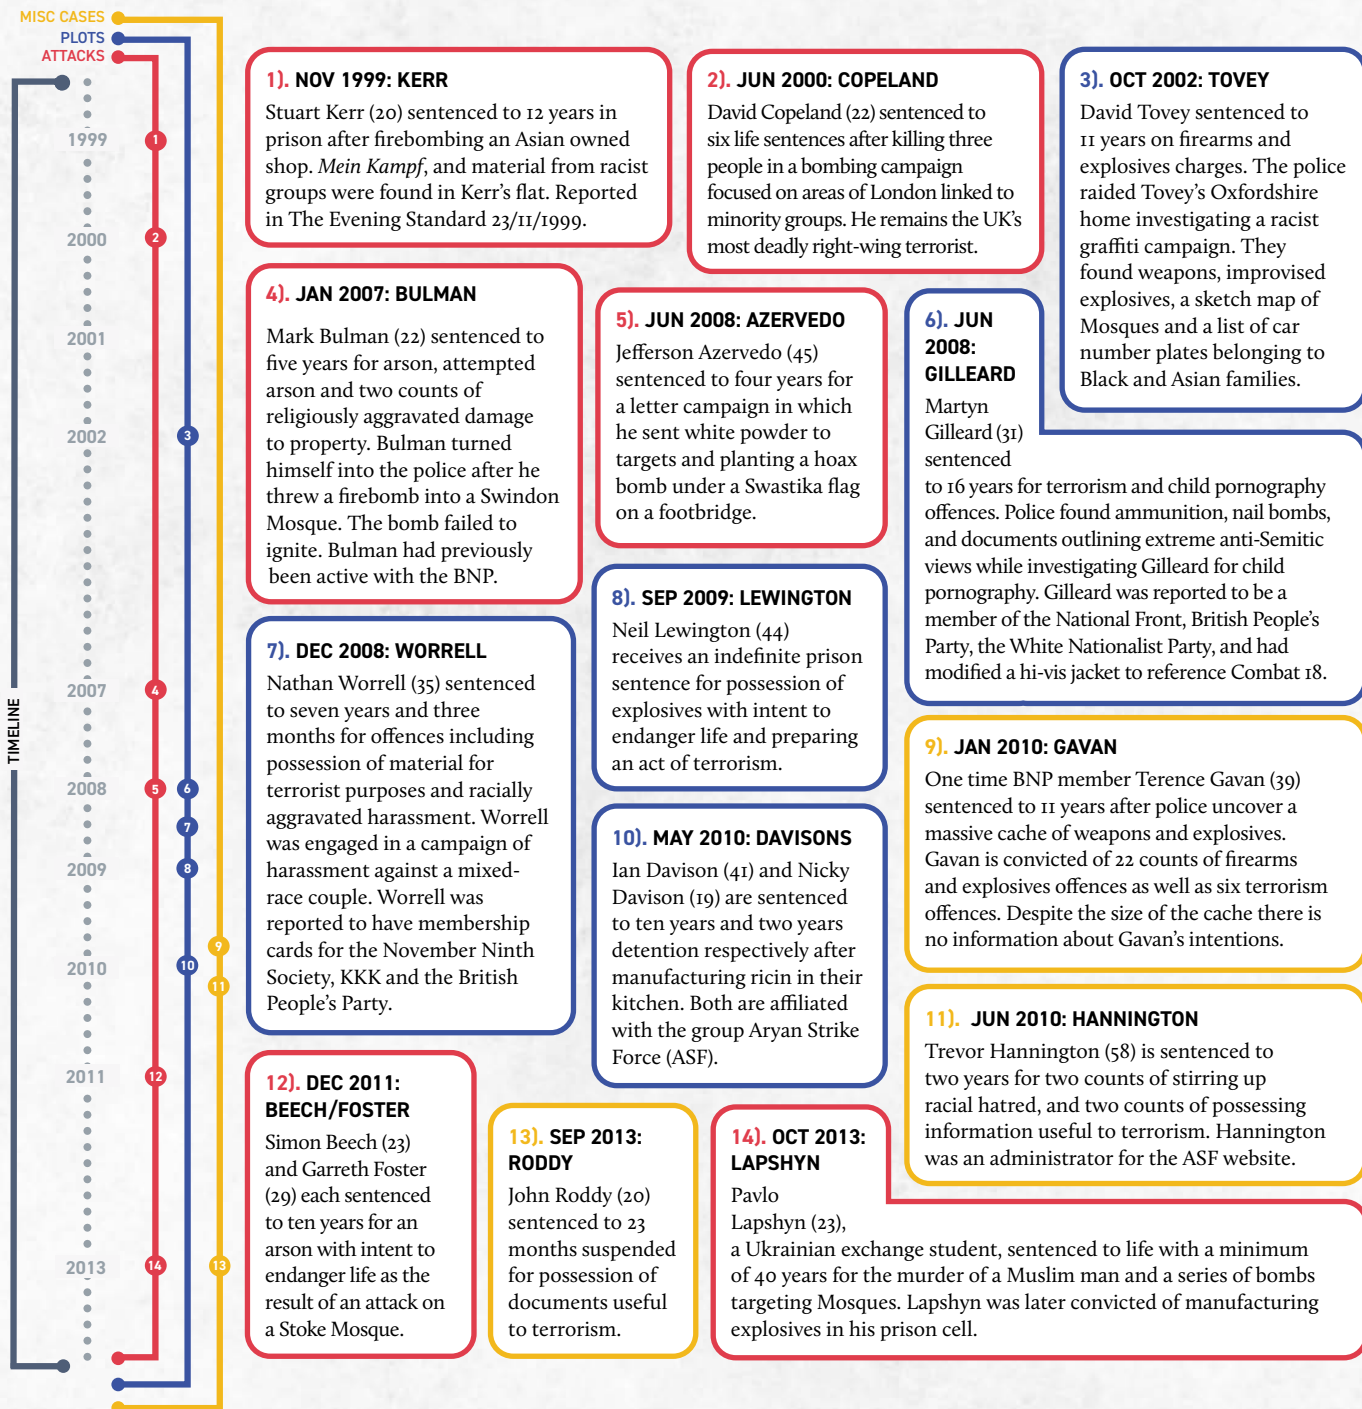 MISC CASES
PLOTS
ATTACKS
TIMELINE
1999
2000
2001
2002
2007
2008
2009
2010
2011
2013
1
2
3
4
5
6
7
8
9
10
11
12
14
13
1). NOV 1999: KERR
Stuart Kerr (20) sentenced to 12 years in
prison after firebombing an Asian owned
shop. Mein Kampf, and material from racist
groups were found in Kerr's flat. Reported
in The Evening Standard 23/11/1999.
2). JUN 2000: COPELAND
David Copeland (22) sentenced to
six life sentences after killing three
people in a bombing campaign
focused on areas of London linked to
minority groups. He remains the UK's
most deadly right-wing terrorist.
3). OCT 2002: TOVEY
David Tovey sentenced to
11 years on firearms and
explosives charges. The police
raided Tovey's Oxfordshire
home investigating a racist
graffiti campaign. They
found weapons, improvised
explosives, a sketch map of
Mosques and a list of car
number plates belonging to
Black and Asian families.
4). JAN 2007: BULMAN
Mark Bulman (22) sentenced to
five years for arson, attempted
arson and two counts of
religiously aggravated damage
to property. Bulman turned
himself into the police after he
threw a firebomb into a Swindon
Mosque. The bomb failed to
ignite. Bulman had previously
been active with the BNP.
5). JUN 2008: AZERVEDO
Jefferson Azervedo (45)
sentenced to four years for
a letter campaign in which
he sent white powder to
targets and planting a hoax
bomb under a Swastika flag
on a footbridge.
6). JUN
2008:
GILLEARD
Martyn
Gilleard (31)
sentenced
to 16 years for terrorism and child pornography
offences. Police found ammunition, nail bombs,
and documents outlining extreme anti-Semitic
views while investigating Gilleard for child
pornography. Gilleard was reported to be a
member of the National Front, British People's
Party, the White Nationalist Party, and had
modified a hi-vis jacket to reference Combat 18.
7). DEC 2008: WORRELL
Nathan Worrell (35) sentenced
to seven years and three
months for offences including
possession of material for
terrorist purposes and racially
aggravated harassment. Worrell
was engaged in a campaign of
harassment against a mixed-
race couple. Worrell was
reported to have membership
cards for the November Ninth
Society, KKK and the British
People's Party.
8). SEP 2009: LEWINGTON
Neil Lewington (44)
receives an indefinite prison
sentence for possession of
explosives with intent to
endanger life and preparing
an act of terrorism.
9). JAN 2010: GAVAN
One time BNP member Terence Gavan (39)
sentenced to 11 years after police uncover a
massive cache of weapons and explosives.
Gavan is convicted of 22 counts of firearms
and explosives offences as well as six terrorism
offences. Despite the size of the cache there is
no information about Gavan's intentions.
10). MAY 2010: DAVISONS
Ian Davison (41) and Nicky
Davison (19) are sentenced
to ten years and two years
detention respectively after
manufacturing ricin in their
kitchen. Both are affiliated
with the group Aryan Strike
Force (ASF).
11). JUN 2010: HANNINGTON
Trevor Hannington (58) is sentenced to
two years for two counts of stirring up
racial hatred, and two counts of possessing
information useful to terrorism. Hannington
was an administrator for the ASF website.
12). DEC 2011:
BEECH/FOSTER
Simon Beech (23)
and Garreth Foster
(29) each sentenced
to ten years for an
arson with intent to
endanger life as the
result of an attack on
a Stoke Mosque.
13). SEP 2013:
RODDY
John Roddy (20)
sentenced to 23
months suspended
for possession of
documents useful
to terrorism.
14). OCT 2013:
LAPSHYN
Pavlo
Lapshyn (23),
a Ukrainian exchange student, sentenced to life with a minimum
of 40 years for the murder of a Muslim man and a series of bombs
targeting Mosques. Lapshyn was later convicted of manufacturing
explosives in his prison cell.